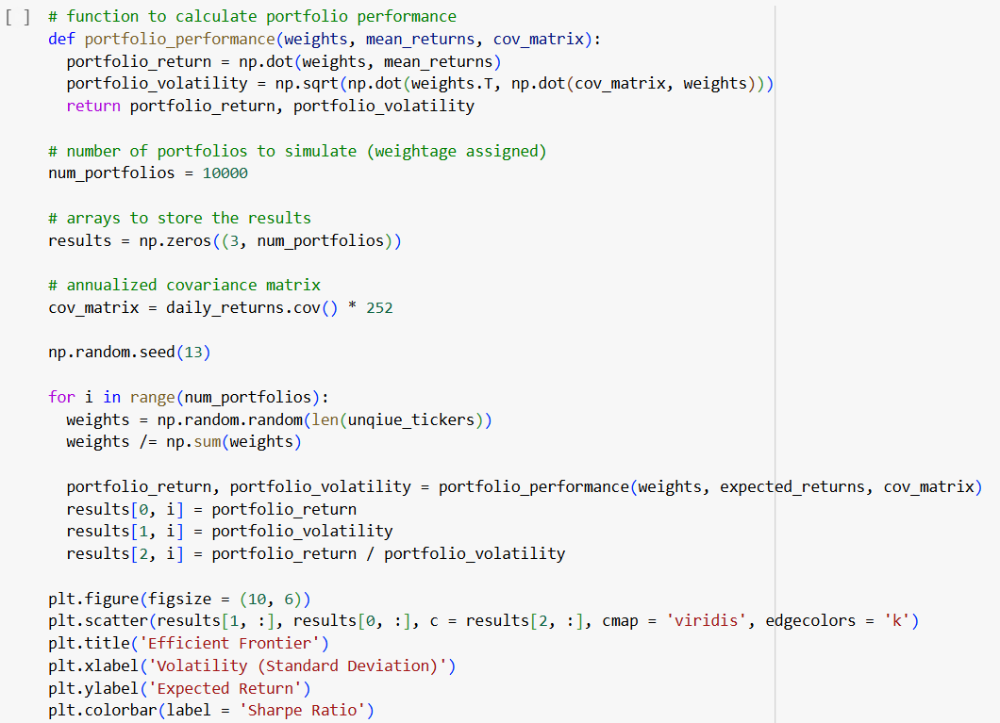 [ ] # function to calculate portfolio performance
def portfolio_performance(weights, mean_returns, cov_matrix):
  portfolio_return = np.dot(weights, mean_returns)
  portfolio_volatility = np.sqrt(np.dot(weights.T, np.dot(cov_matrix, weights)))
  return portfolio_return, portfolio_volatility

# number of portfolios to simulate (weightage assigned)
num_portfolios = 10000

# arrays to store the results
results = np.zeros((3, num_portfolios))

# annualized covariance matrix
cov_matrix = daily_returns.cov() * 252

np.random.seed(13)

for i in range(num_portfolios):
  weights = np.random.random(len(unqiue_tickers))
  weights /= np.sum(weights)

  portfolio_return, portfolio_volatility = portfolio_performance(weights, expected_returns, cov_matrix)
  results[0, i] = portfolio_return
  results[1, i] = portfolio_volatility
  results[2, i] = portfolio_return / portfolio_volatility

plt.figure(figsize = (10, 6))
plt.scatter(results[1, :], results[0, :], c = results[2, :], cmap = 'viridis', edgecolors = 'k')
plt.title('Efficient Frontier')
plt.xlabel('Volatility (Standard Deviation)')
plt.ylabel('Expected Return')
plt.colorbar(label = 'Sharpe Ratio')